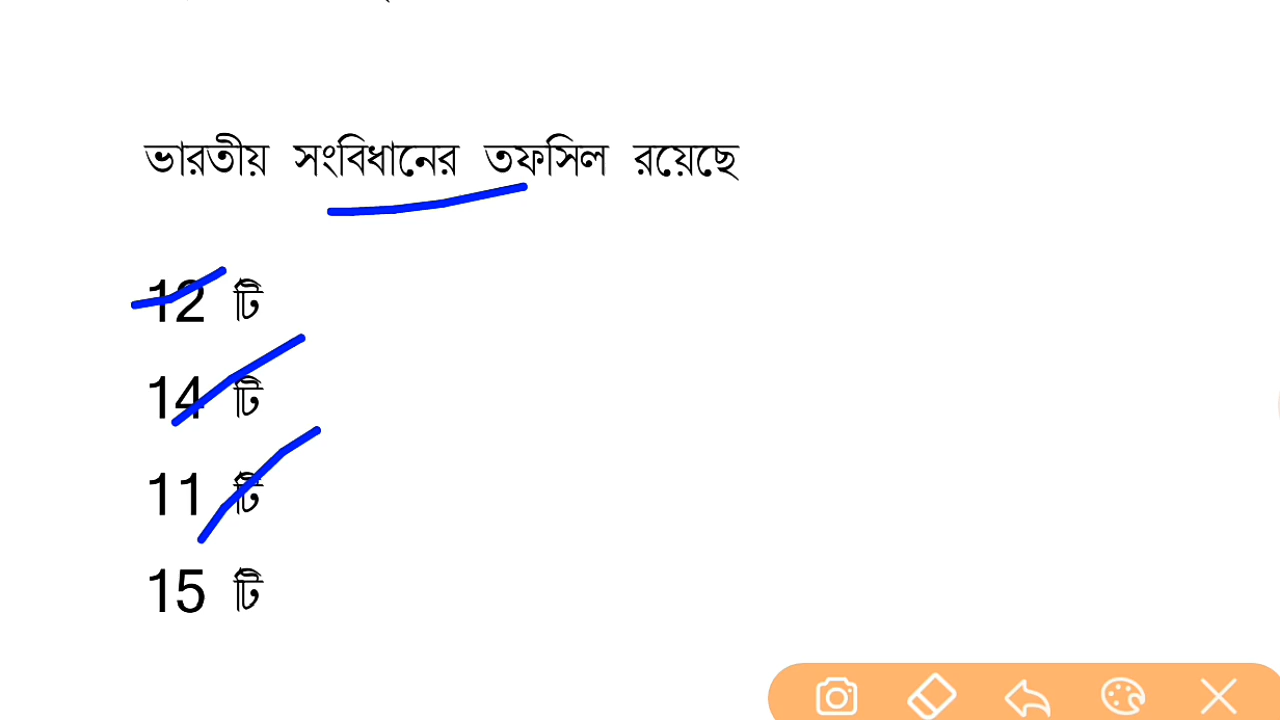 ভারতীয় সংবিধানের তফসিল রয়েছে
12 টি
14 টি
11 টি
15 টি